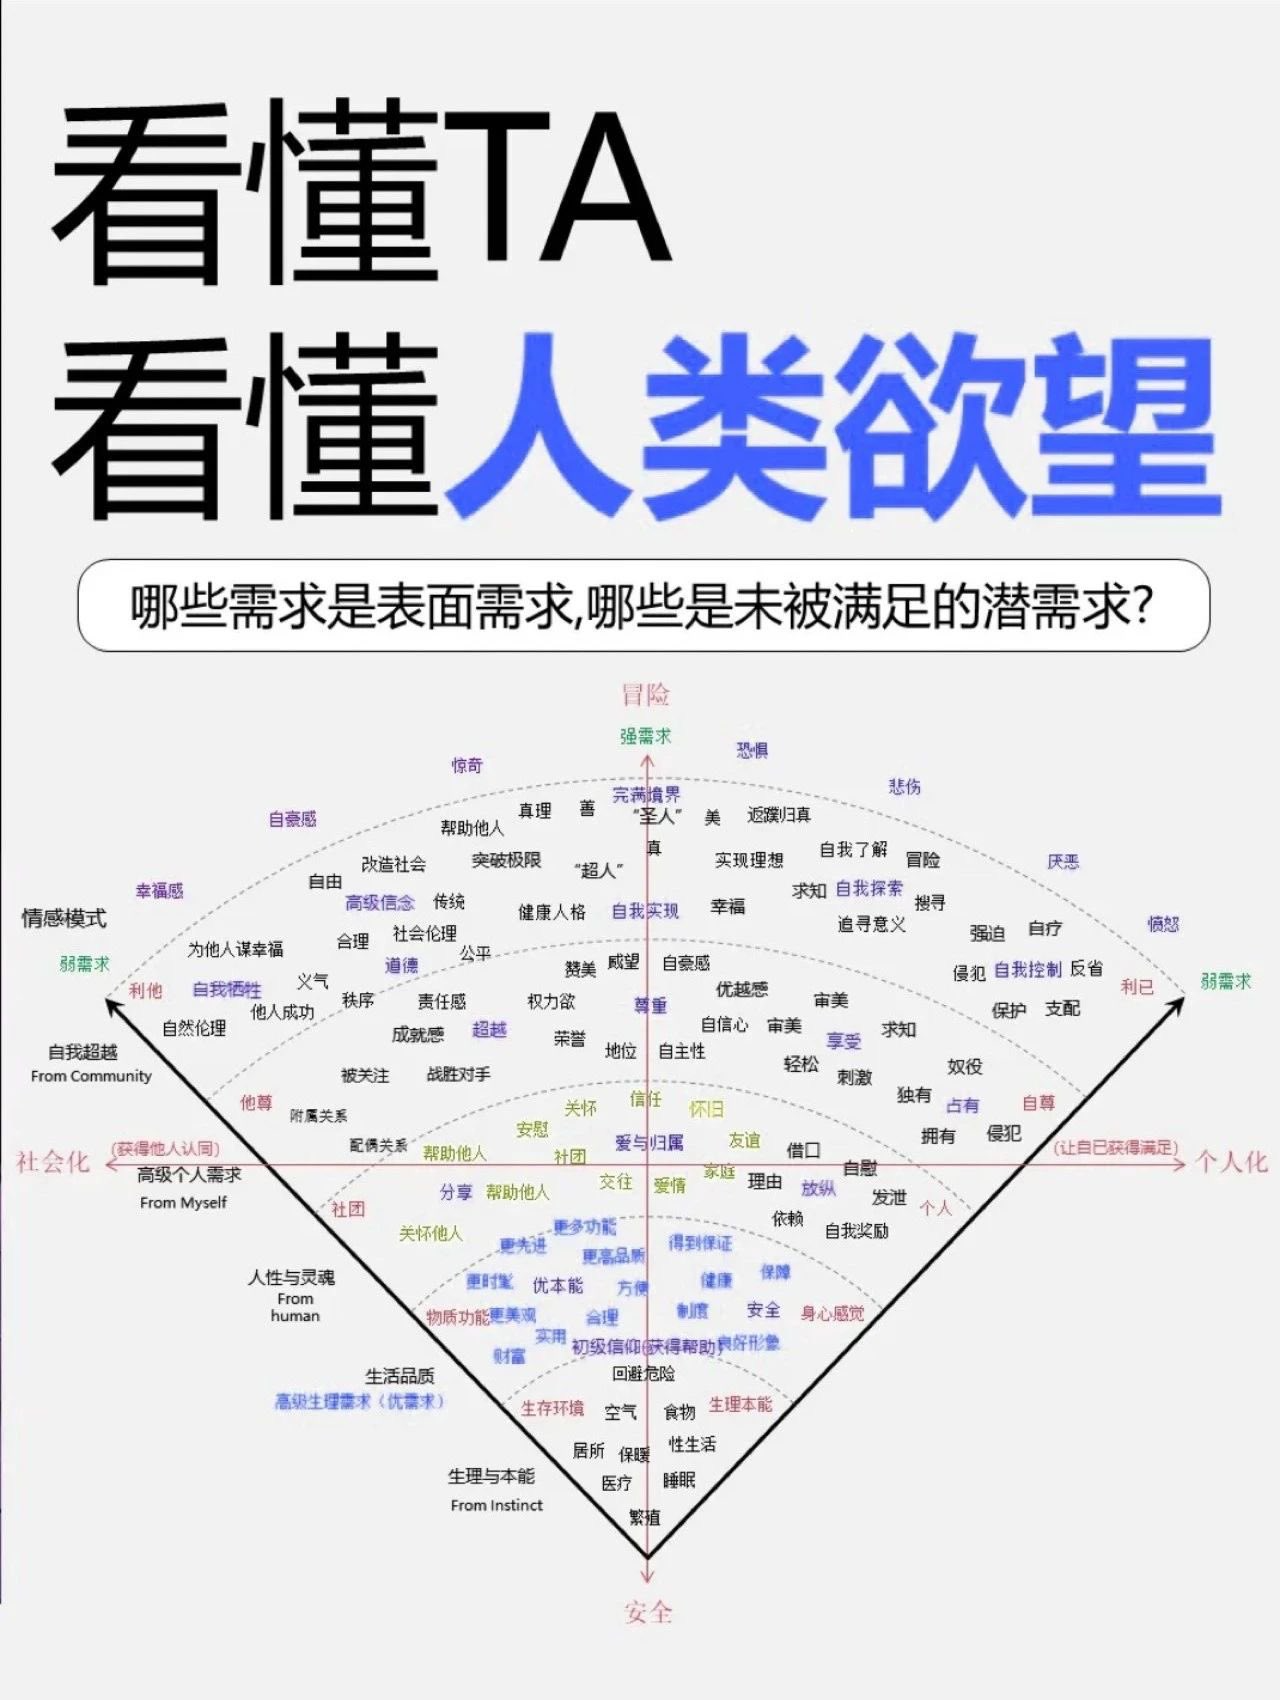 看懂TA
看懂人类欲望
哪些需求是表面需求,哪些是未被满足的潜需求?
冒险
强需求
恐惧
惊奇
悲伤
完满境界
真理 善 “圣人” 美 返蹼归真
自豪感
帮助他人
真
自我了解
改造社会 突破极限 “超人” 实现理想 冒险
厌恶
自由
幸福感
求知 自我探索
高级信念 传统 搜寻
健康人格 自我实现 幸福
情感模式
追寻意义
愤怒
合理 社会伦理
强迫 自疗
为他人谋幸福 公平
弱需求
道德 赞美 威望 自豪感
侵犯 自我控制 反省
弱需求
利他 自我牺牲 义气
利已
秩序 责任感 权力欲 尊重 优越感 审美
他人成功
保护 支配
自然伦理
成就感 超越 荣誉 自信心 审美 享受 求知
自我超越
地位 自主性
From Community
被关注 战胜对手
轻松 刺激 奴役
独有
他尊 附属关系
关怀 信任 怀旧
占有 自尊
安慰
配偶关系 帮助他人 爱与归属 友谊 借口 拥有 侵犯
(获得他人认同)
(让自已获得满足)
社会化
社团
个人化
高级个人需求
家庭 自慰
From Myself
分享 帮助他人 交往 爱情 理由 放纵 发泄
社团
个人
关怀他人
依赖 自我奖励
更多功能
更先进 更高品质 得到保证
人性与灵魂
更时髦 优本能 方便 健康 保障
From
human
物质功能 更美观 合理 制度 安全 身心感觉
实用
财富 初级信仰(获得帮助) 良好形象
生活品质
回避危险
高级生理需求（优需求）
生存环境 空气 食物 生理本能
居所 保暖 性生活
生理与本能
医疗 睡眠
From Instinct
繁殖
安全